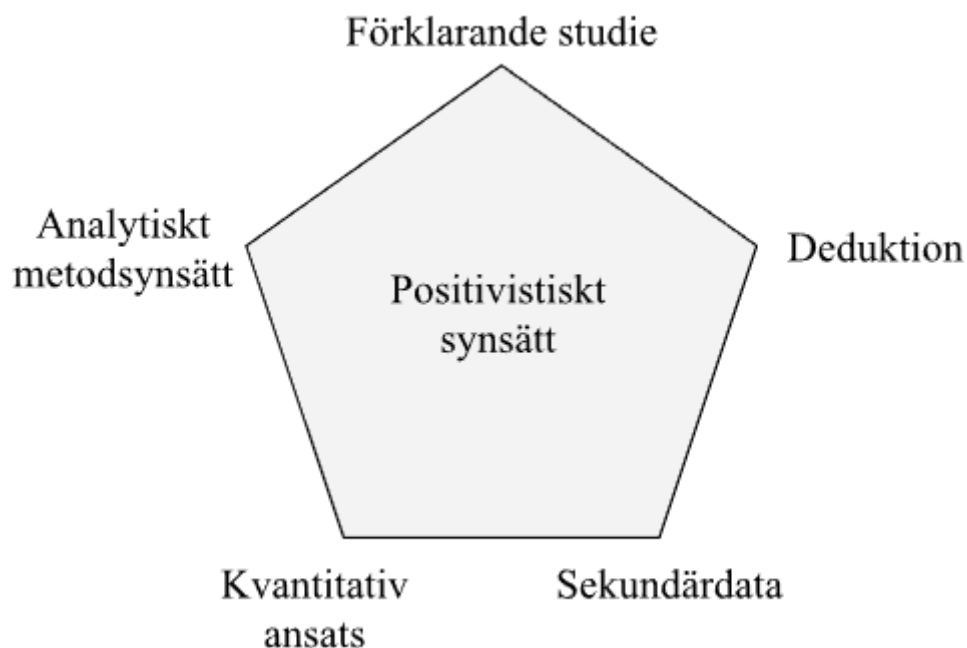 Förklarande studie
Analytiskt
metodsynsätt
Deduktion
Positivistiskt
synsätt
Kvantitativ
ansats
Sekundärdata